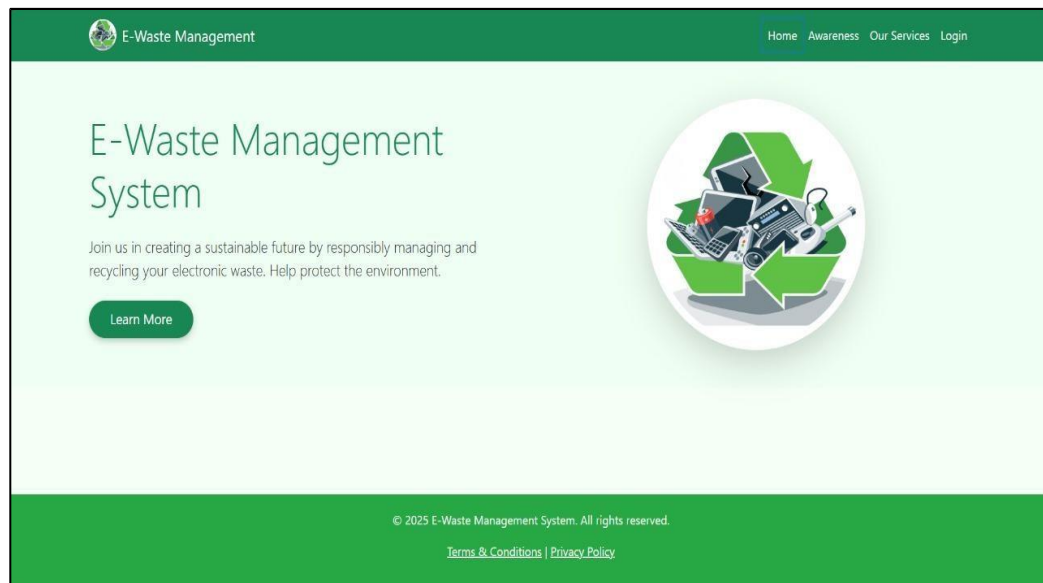 E-Waste Management
Home Awareness Our Services Login
E-Waste Management
System
Join us in creating a sustainable future by responsibly managing and
recycling your electronic waste. Help protect the environment.
Learn More
© 2025 E-Waste Management System. All rights reserved.
Terms & Conditions | Privacy Policy